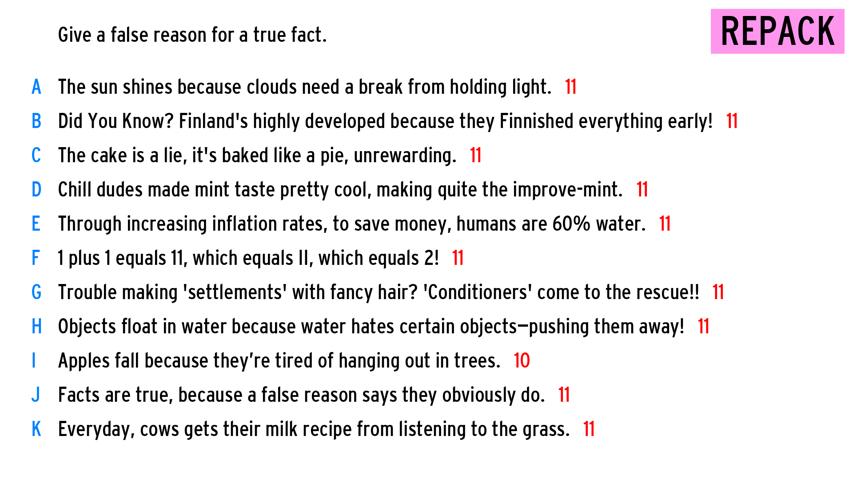 Give a false reason for a true fact.
REPACK
A The sun shines because clouds need a break from holding light. 11
B Did You Know? Finland's highly developed because they Finnished everything early! 11
C The cake is a lie, it's baked like a pie, unrewarding. 11
D Chill dudes made mint taste pretty cool, making quite the improve-mint. 11
E Through increasing inflation rates, to save money, humans are 60% water. 11
F 1 plus 1 equals 11, which equals II, which equals 2! 11
G Trouble making 'settlements' with fancy hair? 'Conditioners' come to the rescue!! 11
H Objects float in water because water hates certain objects—pushing them away! 11
I Apples fall because they’re tired of hanging out in trees. 10
J Facts are true, because a false reason says they obviously do. 11
K Everyday, cows gets their milk recipe from listening to the grass. 11